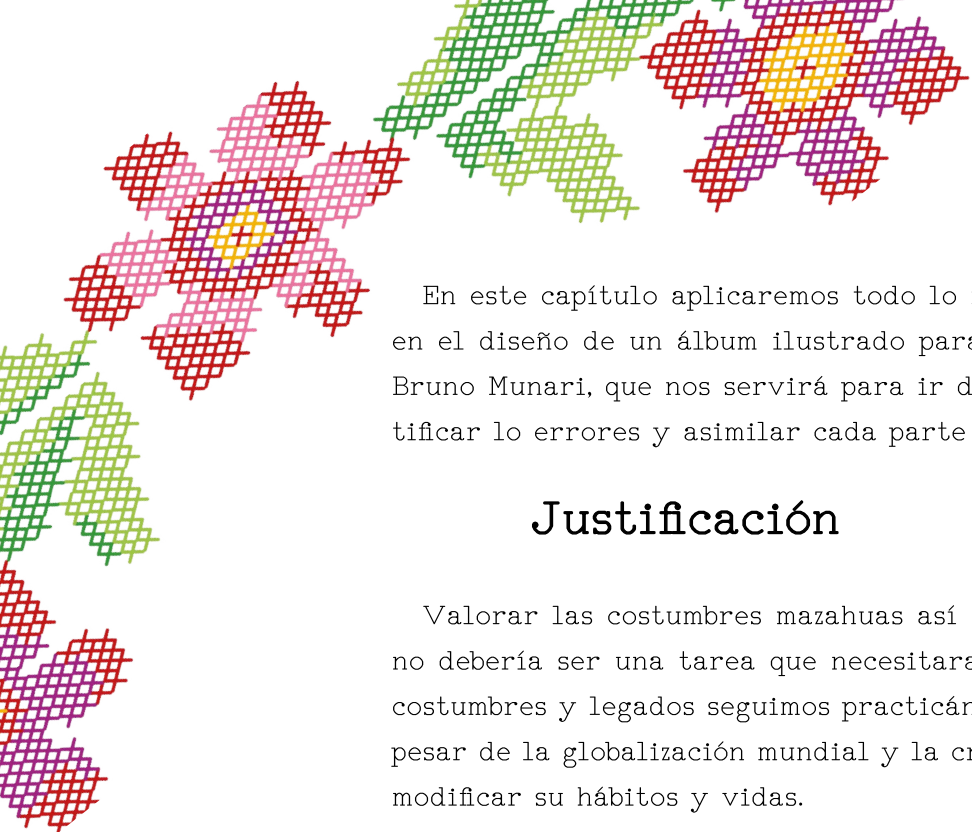 En este capítulo aplicaremos todo lo
en el diseño de un álbum ilustrado para
Bruno Munari, que nos servirá para ir
tificar lo errores y asimilar cada parte
Justificación
Valorar las costumbres mazahuas así
no debería ser una tarea que necesitara
costumbres y legados seguimos practicán
pesar de la globalización mundial y la
modificar su hábitos y vidas.